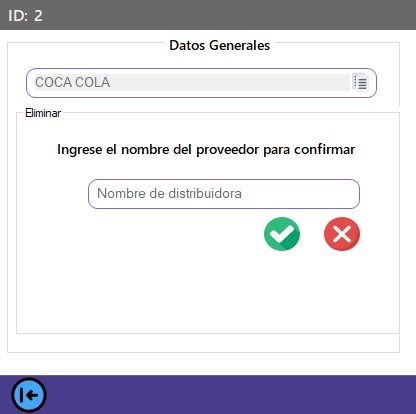 ID: 2
Datos Generales
COCA COLA
Eliminar
Ingrese el nombre del proveedor para confirmar
Nombre de distribuidora